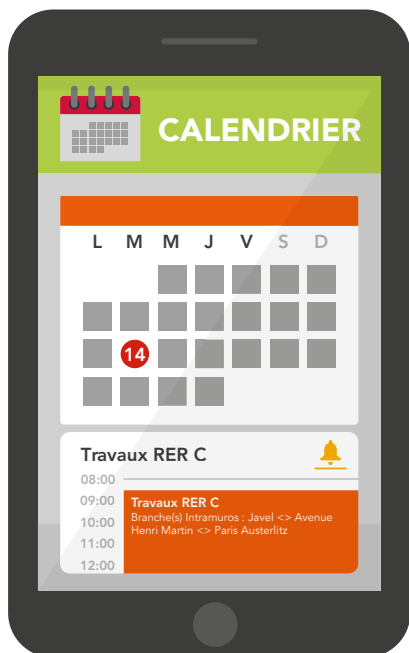 CALENDRIER
L M M J V S D
14
Travaux RER C
08:00
09:00 Travaux RER C
Branche(s) Intramuros : Javel <> Avenue
10:00 Henri Martin <> Paris Austerlitz
11:00
12:00